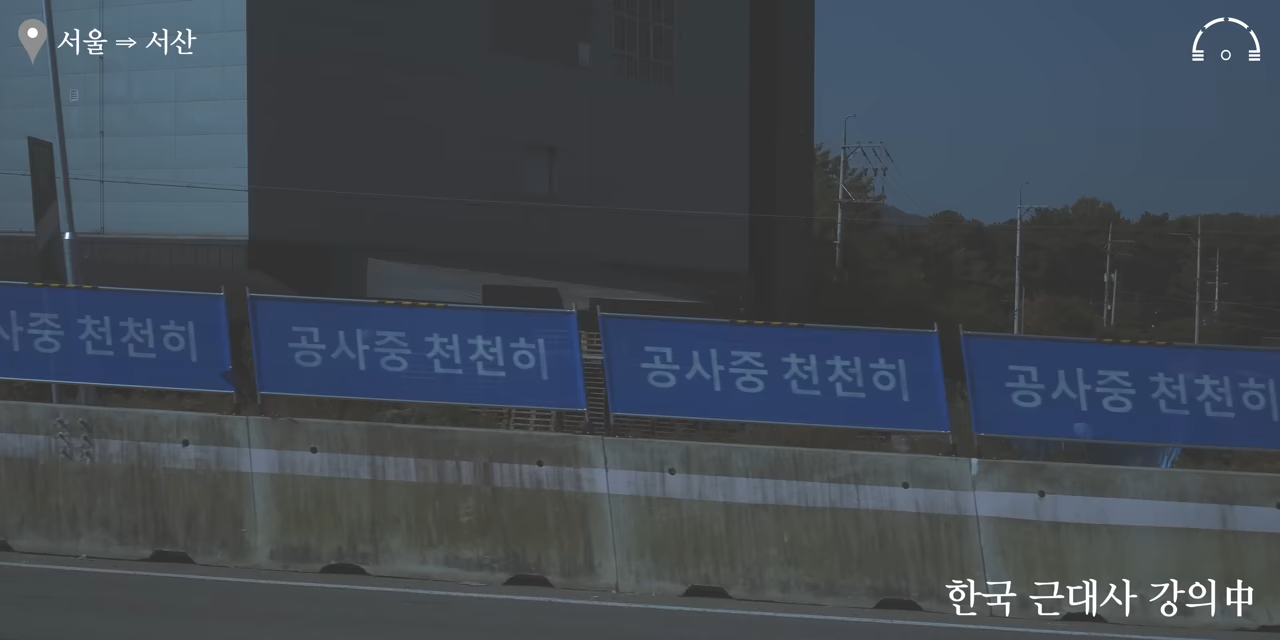 서울 ⇒ 서산
사중 천천히
공사중 천천히
공사중 천천히
공사중 천천히
한국 근대사 강의中